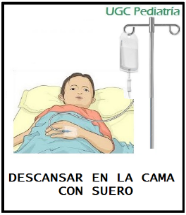 UGC Pediatría
DESCANSAR EN LA CAMA
CON SUERO